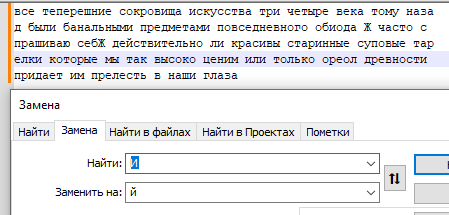 все теперешние сокровища искусства три четыре века тому наза
д были банальными предметами повседневного обиода Ж часто с
прашиваю себЖ действительно ли красивы старинные суповые тар
елки которые мы так высоко ценим или только ореол древности
придает им прелесть в наши глаза
Замена
Найти Замена Найти в файлах Найти в Проектах Пометки
Найти: И
Заменить на: й